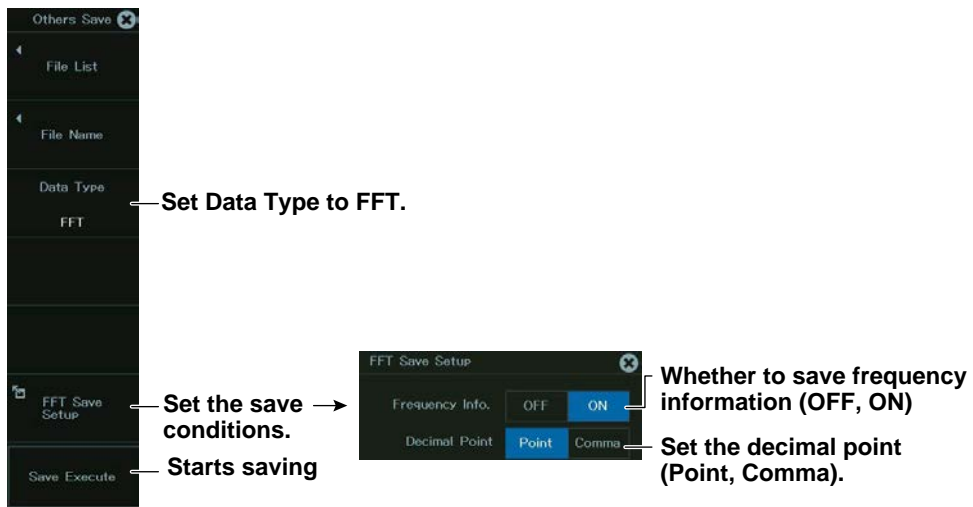 Others Save
File List
File Name
Data Type
FFT
Set Data Type to FFT.
FFT Save
Setup
Set the save
conditions.
Save Execute
Starts saving
FFT Save Setup
Frequency Info. OFF ON
Decimal Point Point Comma
Whether to save frequency
information (OFF, ON)
Set the decimal point
(Point, Comma).